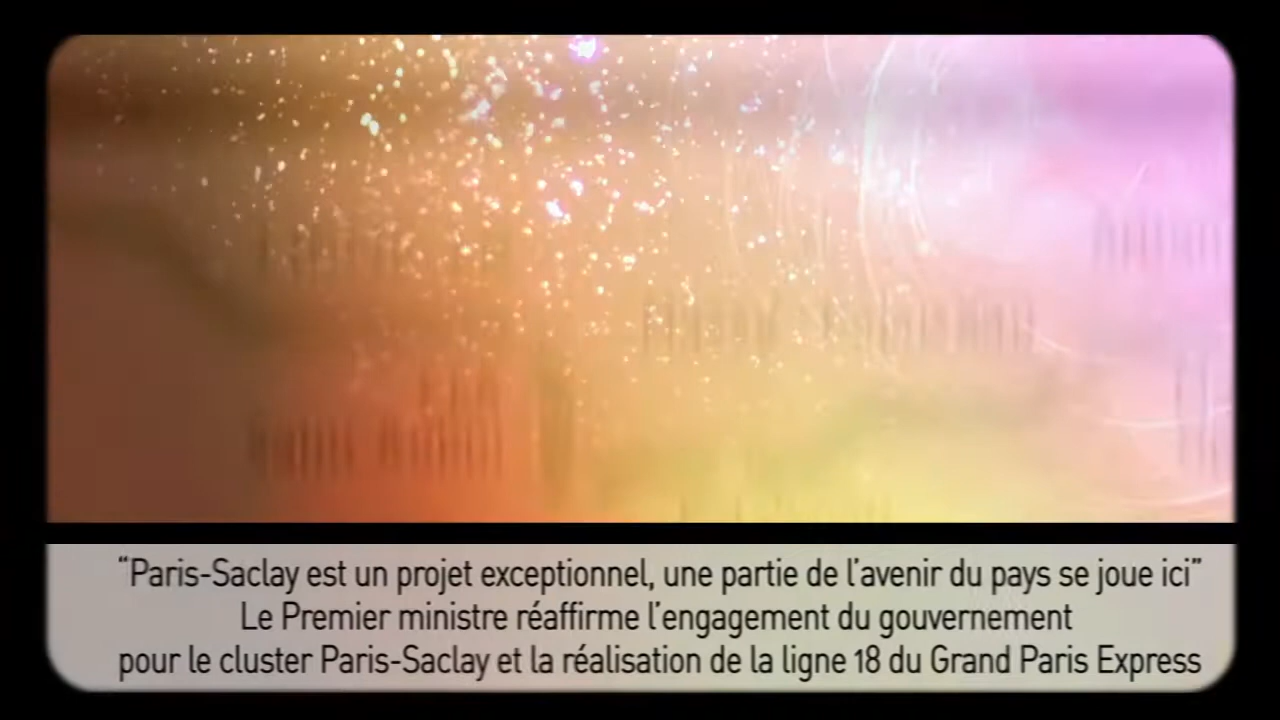 “Paris-Saclay est un projet exceptionnel, une partie de l’avenir du pays se joue ici”
Le Premier ministre réaffirme l’engagement du gouvernement
pour le cluster Paris-Saclay et la réalisation de la ligne 18 du Grand Paris Express